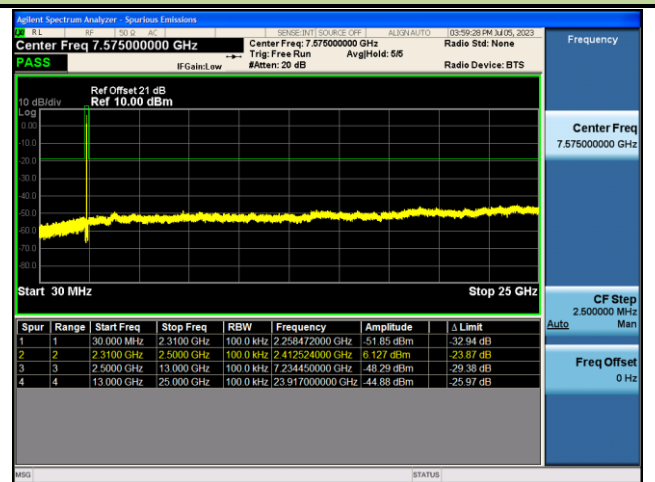 Agilent Spectrum Analyzer - Spurious Emissions
RL RF 50 Ω AC SENSE:INT SOURCE OFF ALIGN AUTO 03:59:28 PM Jul 05, 2023
Center Freq 7.575000000 GHz Center Freq: 7.575000000 GHz Radio Std: None
Trig: Free Run Avg|Hold: 5/5
PASS IFGain:Low #Atten: 20 dB Radio Device: BTS
Frequency
Ref Offset 21 dB
10 dB/div Ref 10.00 dBm
Log
0.00
-10.0
-20.0
-30.0
-40.0
-50.0
-60.0
-70.0
-80.0
Start 30 MHz Stop 25 GHz
Center Freq
7.575000000 GHz
CF Step
2.500000 MHz
Auto Man
Freq Offset
0 Hz
Spur Range Start Freq Stop Freq RBW Frequency Amplitude Δ Limit
1 1 30.000 MHz 2.3100 GHz 100.0 kHz 2.258472000 GHz -51.85 dBm -32.94 dB
2 2 2.3100 GHz 2.5000 GHz 100.0 kHz 2.412524000 GHz 6.127 dBm -23.87 dB
3 3 2.5000 GHz 13.000 GHz 100.0 kHz 7.234450000 GHz -48.29 dBm -29.38 dB
4 4 13.000 GHz 25.000 GHz 100.0 kHz 23.917000000 GHz -44.88 dBm -25.97 dB
MSG STATUS